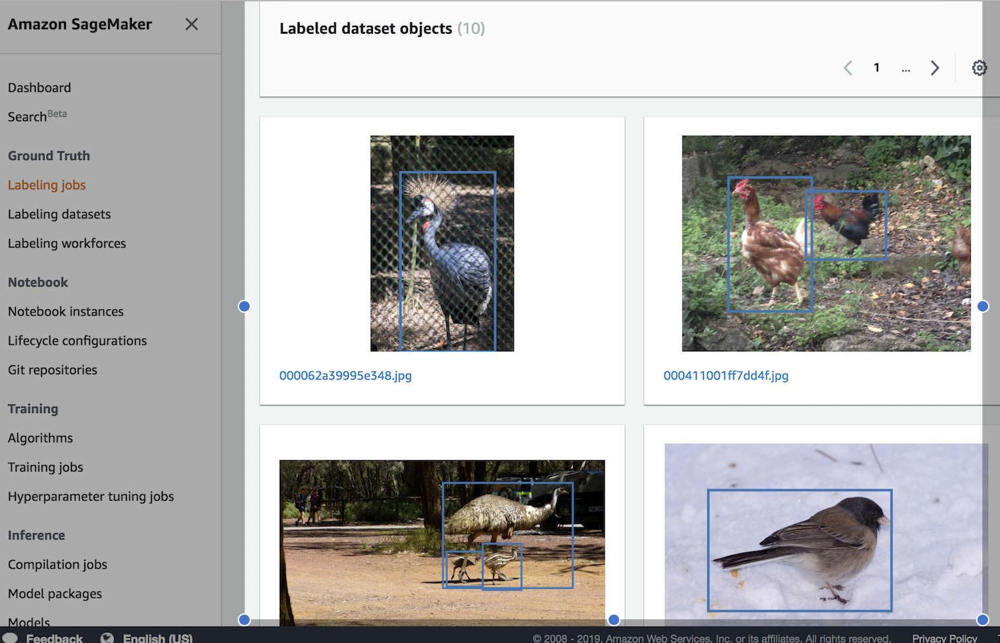 Amazon SageMaker
Dashboard
Search Beta
Ground Truth
Labeling jobs
Labeling datasets
Labeling workforces
Notebook
Notebook instances
Lifecycle configurations
Git repositories
Training
Algorithms
Training jobs
Hyperparameter tuning jobs
Inference
Compilation jobs
Model packages
Models
Labeled dataset objects (10)
1 ...
000062a39995e348.jpg
000411001ff7dd4f.jpg
Feedback English (US) © 2008 - 2019, Amazon Web Services, Inc. or its affiliates. All rights reserved. Privacy Policy